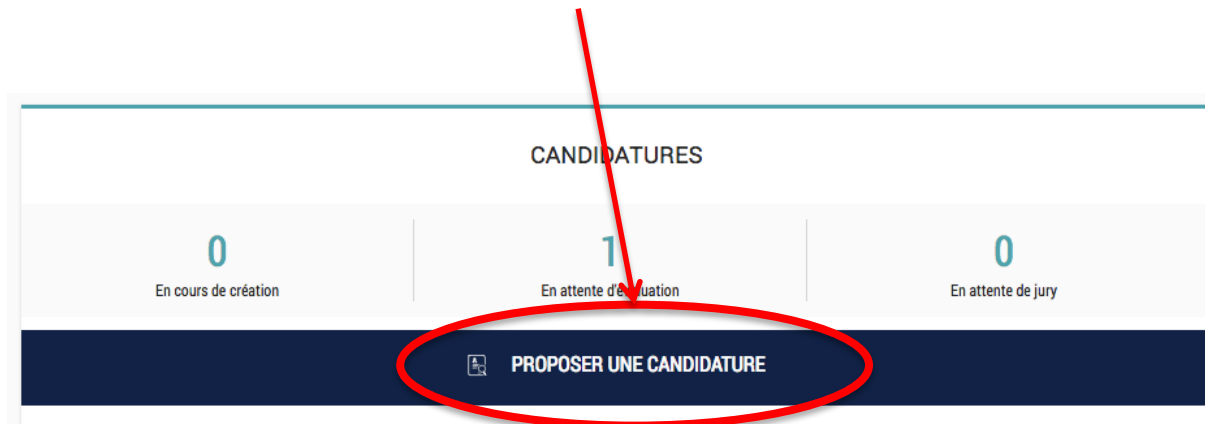 CANDIDATURES
0 1 0
En cours de création En attente d'évaluation En attente de jury
PROPOSER UNE CANDIDATURE